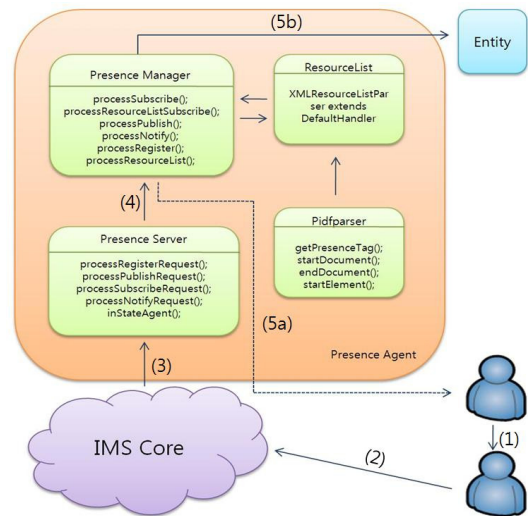 (5b)
Entity
Presence Manager
processSubscribe();
processResourceListSubscribe();
processPublish();
processNotify();
processRegister();
processResourceList();
ResourceList
XMLResourceListPar
ser extends
DefaultHandler
(4)
Presence Server
processRegisterRequest();
processPublishRequest();
processSubscribeRequest();
processNotifyRequest();
inStateAgent();
Pidfparser
getPresenceTag();
startDocument();
endDocument();
startElement();
(5a)
Presence Agent
(3)
IMS Core
(1)
(2)